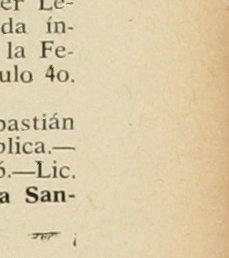 er Le-
da ín-
la Fe-
ulo 4o.
bastián
blica.—
6.—Lic.
a San-